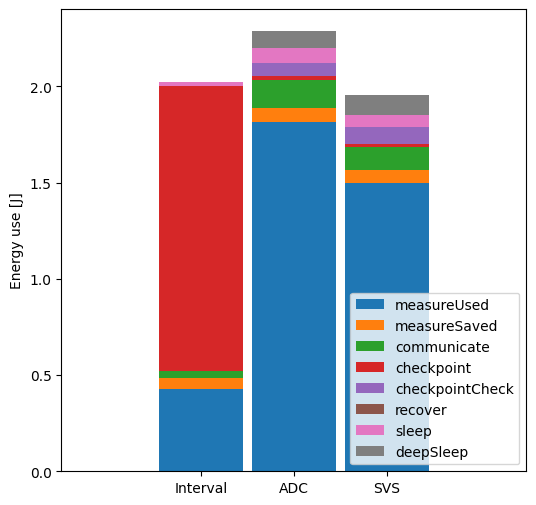 Energy use [J]
2.0
1.5
1.0
0.5
0.0
measureUsed
measureSaved
communicate
checkpoint
checkpointCheck
recover
sleep
deepSleep
Interval ADC SVS